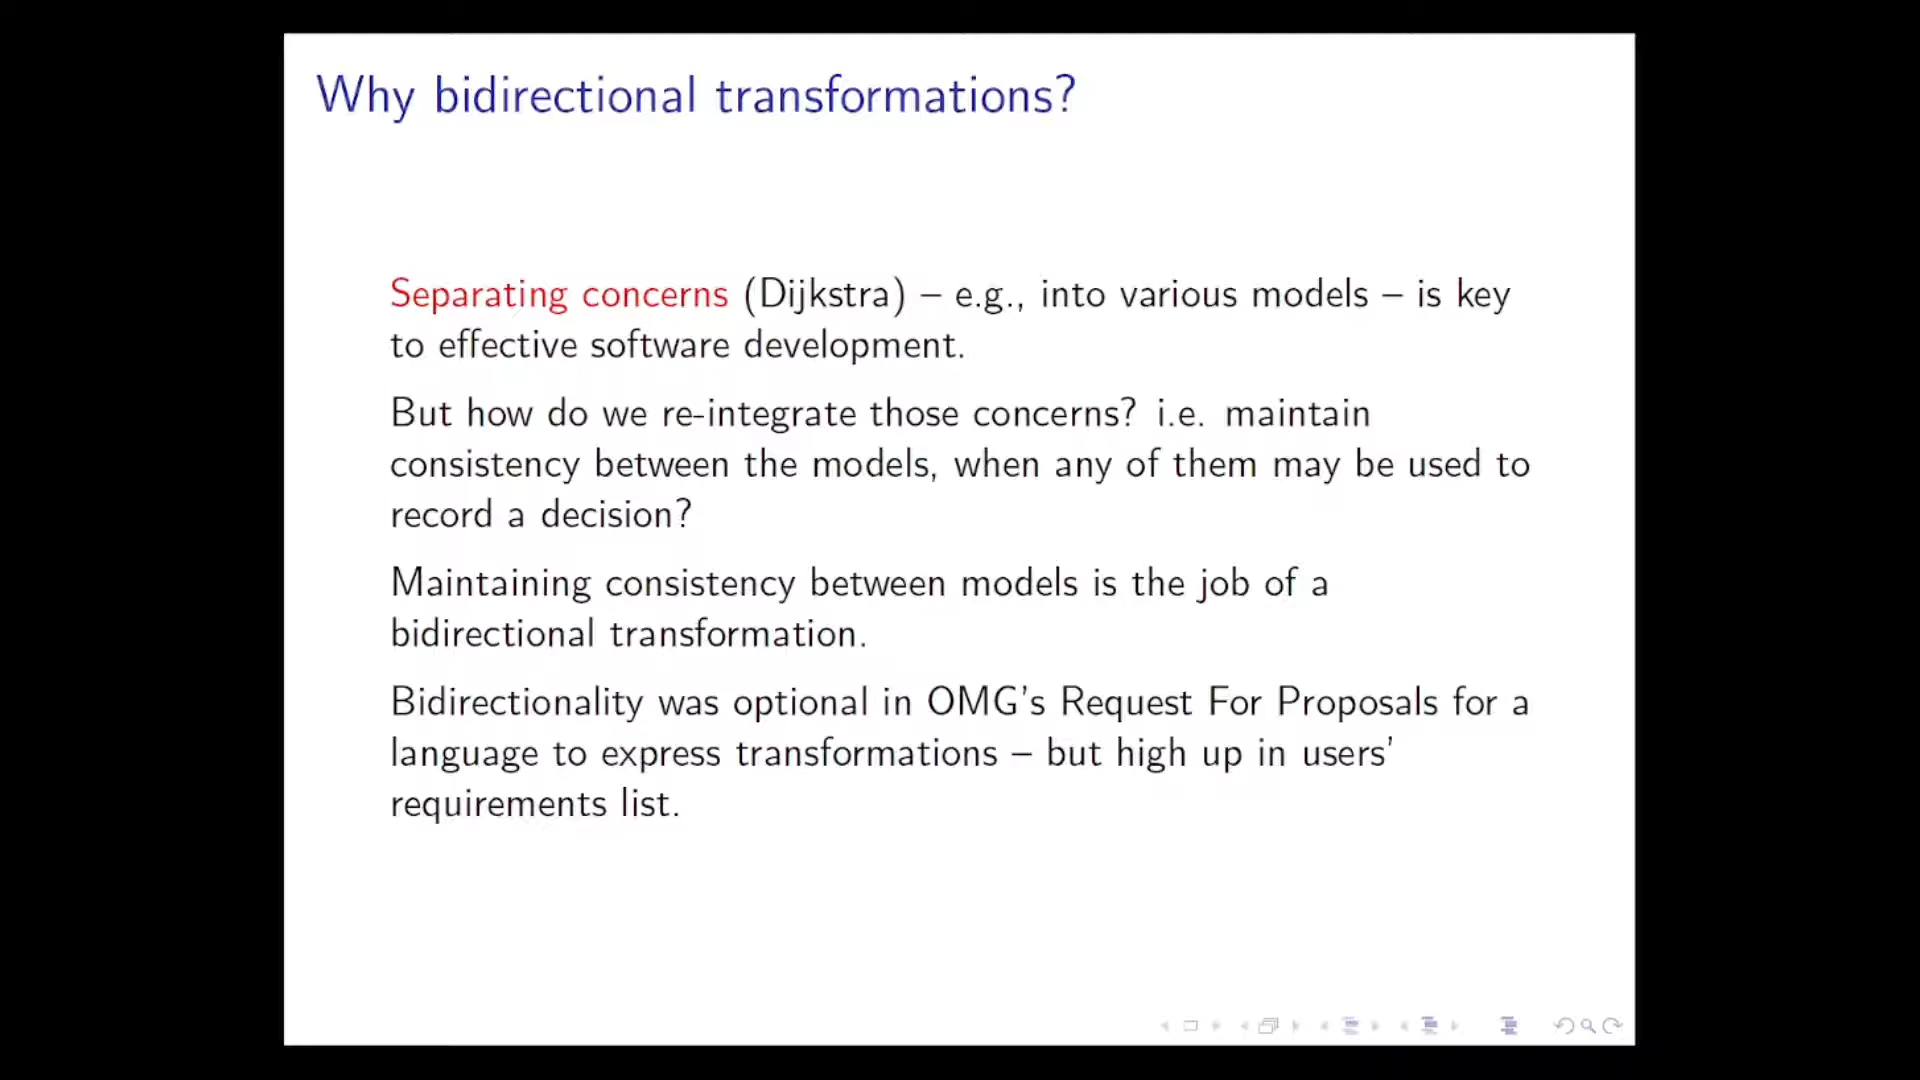 Why bidirectional transformations?
Separating concerns (Dijkstra) – e.g., into various models – is key
to effective software development.
But how do we re-integrate those concerns? i.e. maintain
consistency between the models, when any of them may be used to
record a decision?
Maintaining consistency between models is the job of a
bidirectional transformation.
Bidirectionality was optional in OMG's Request For Proposals for a
language to express transformations – but high up in users'
requirements list.